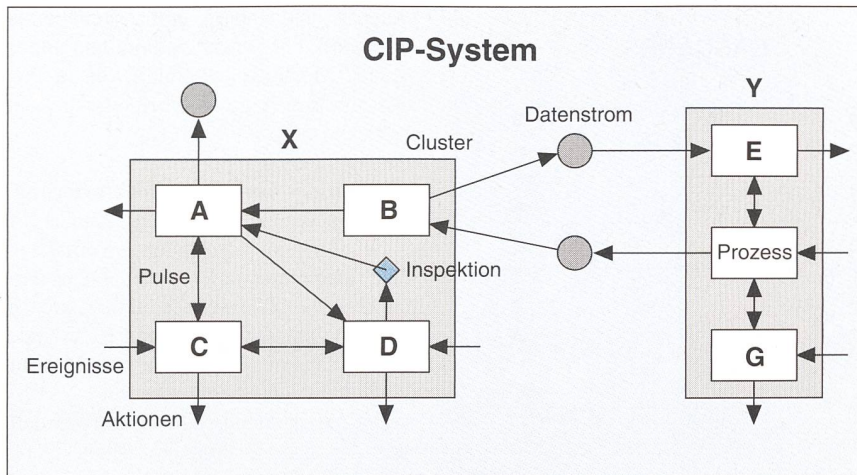 CIP-System
Y
X
Cluster
Datenstrom
A
B
E
Pulse
Inspektion
Prozess
Ereignisse
C
D
G
Aktionen